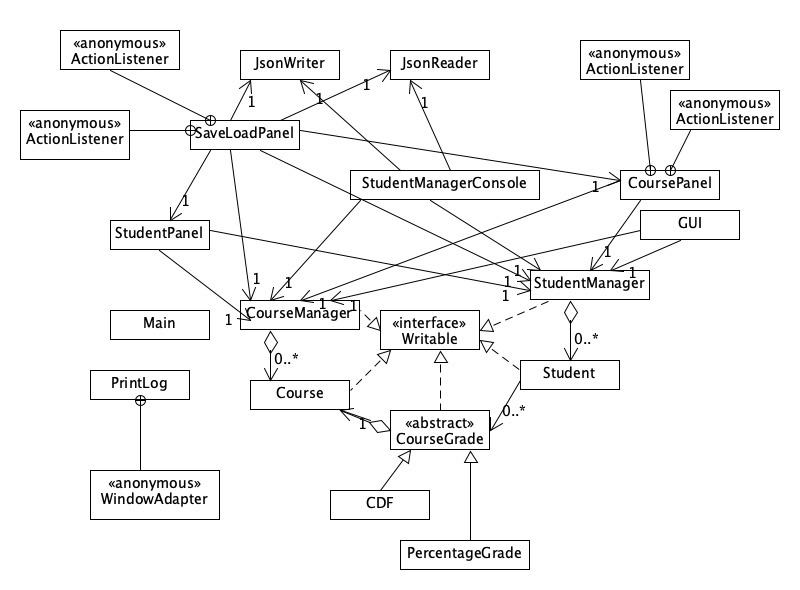 «anonymous»
ActionListener
JsonWriter
JsonReader
«anonymous»
ActionListener
«anonymous»
ActionListener
«anonymous»
ActionListener
1
1
1
1
SaveLoadPanel
StudentManagerConsole
CoursePanel
1
1
StudentPanel
GUI
1
1
1
1
1
1
1
StudentManager
1
1
1
CourseManager
Main
«interface»
Writable
0..*
0..*
Student
PrintLog
Course
1
0..*
«abstract»
CourseGrade
«anonymous»
WindowAdapter
CDF
PercentageGrade